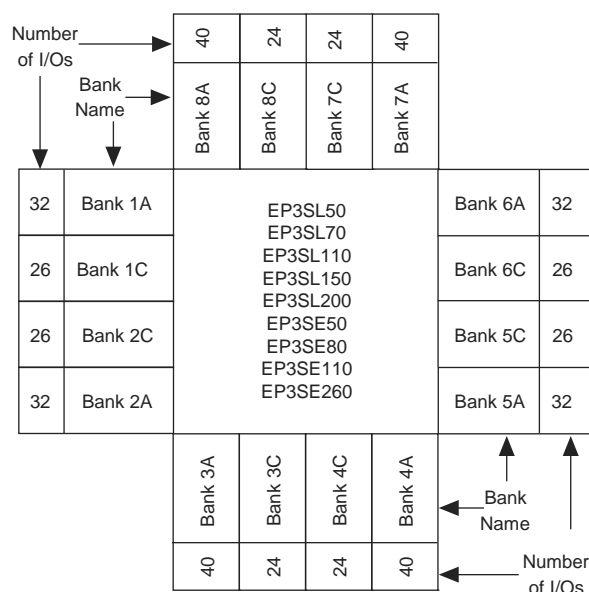 Number
of I/Os
40
24
24
40
Bank
Name
Bank 8A
Bank 8C
Bank 7C
Bank 7A
32
Bank 1A
26
Bank 1C
26
Bank 2C
32
Bank 2A
EP3SL50
EP3SL70
EP3SL110
EP3SL150
EP3SL200
EP3SE50
EP3SE80
EP3SE110
EP3SE260
Bank 6A
32
Bank 6C
26
Bank 5C
26
Bank 5A
32
Bank 3A
Bank 3C
Bank 4C
Bank 4A
Bank
Name
40
24
24
40
Number
of I/Os